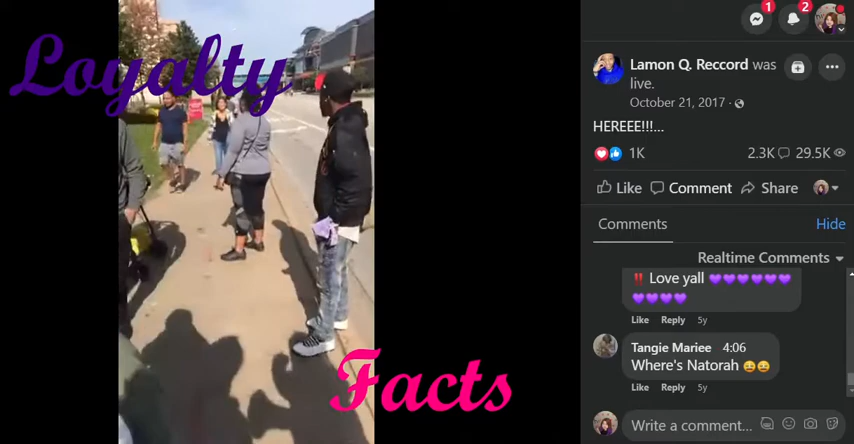 Loyalty
Facts
1
2
Lamon Q. Reccord was
live.
October 21, 2017 ·
HEREEE!!!...
1K
2.3K
29.5K
Like
Comment
Share
Comments
Hide
Realtime Comments
‼️ Love yall 💜💜💜💜💜💜
💜💜💜💜
Like Reply 5y
Tangie Mariee 4:06
Where's Natorah 😆😆
Like Reply 5y
Write a comment...